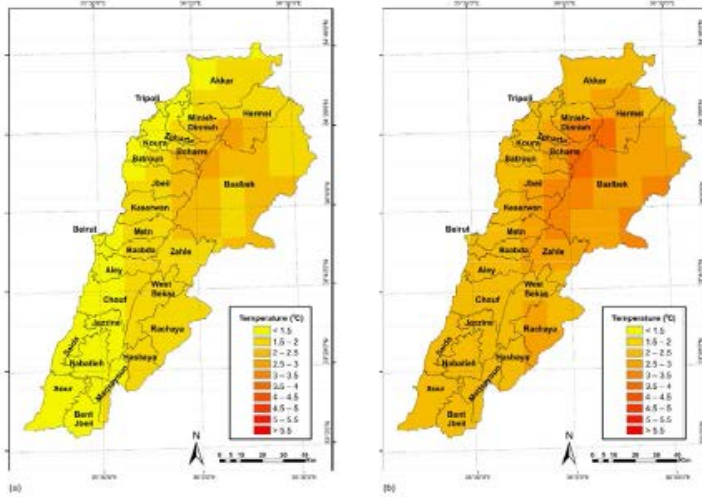 Akkar
Tripoli
Minieh-
Dinnieh
Hermel
Zgharta
Koura
Bcharre
Batroun
Jbeil
Baalbek
Keserwen
Beirut
Metn
Baabda
Zahle
Aley
West
Bekaa
Chouf
Jezzine
Rachaya
Saida
Nabatieh
Hasbaya
Marjaayoun
Sour
Bent
Jbeil
Temperature (°C)
< 1.5
1.5 – 2
2 – 2.5
2.5 – 3
3 – 3.5
3.5 – 4
4 – 4.5
4.5 – 5
5 – 5.5
> 5.5
N
(a)
Akkar
Tripoli
Minieh-
Dinnieh
Hermel
Zgharta
Koura
Bcharre
Batroun
Jbeil
Baalbek
Keserwen
Beirut
Metn
Baabda
Zahle
Aley
West
Bekaa
Chouf
Jezzine
Rachaya
Saida
Nabatieh
Hasbaya
Marjaayoun
Sour
Bent
Jbeil
Temperature (°C)
< 1.5
1.5 – 2
2 – 2.5
2.5 – 3
3 – 3.5
3.5 – 4
4 – 4.5
4.5 – 5
5 – 5.5
> 5.5
N
(b)